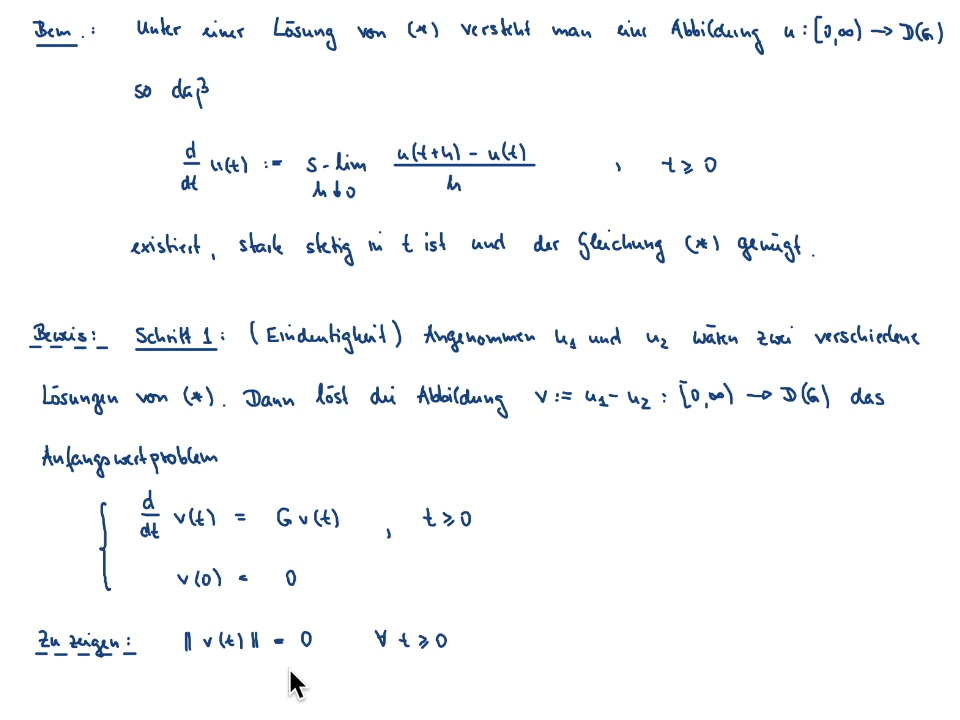 Bem.: Unter einer Lösung von (*) versteht man eine Abbildung u : [0,∞) → D(G)
so daß
d/dt u(t) := s-lim_{h↓0} (u(t+h) - u(t))/h , t ≥ 0
existiert, stark stetig in t ist und der Gleichung (*) genügt.
Beweis: Schritt 1: (Eindeutigkeit) Angenommen u₁ und u₂ wären zwei verschiedene
Lösungen von (*). Dann löst die Abbildung v := u₁ - u₂ : [0,∞) → D(G) das
Anfangswertproblem
{ d/dt v(t) = G v(t) , t ≥ 0
v(0) = 0
Zu zeigen: ‖ v(t) ‖ = 0 ∀ t ≥ 0